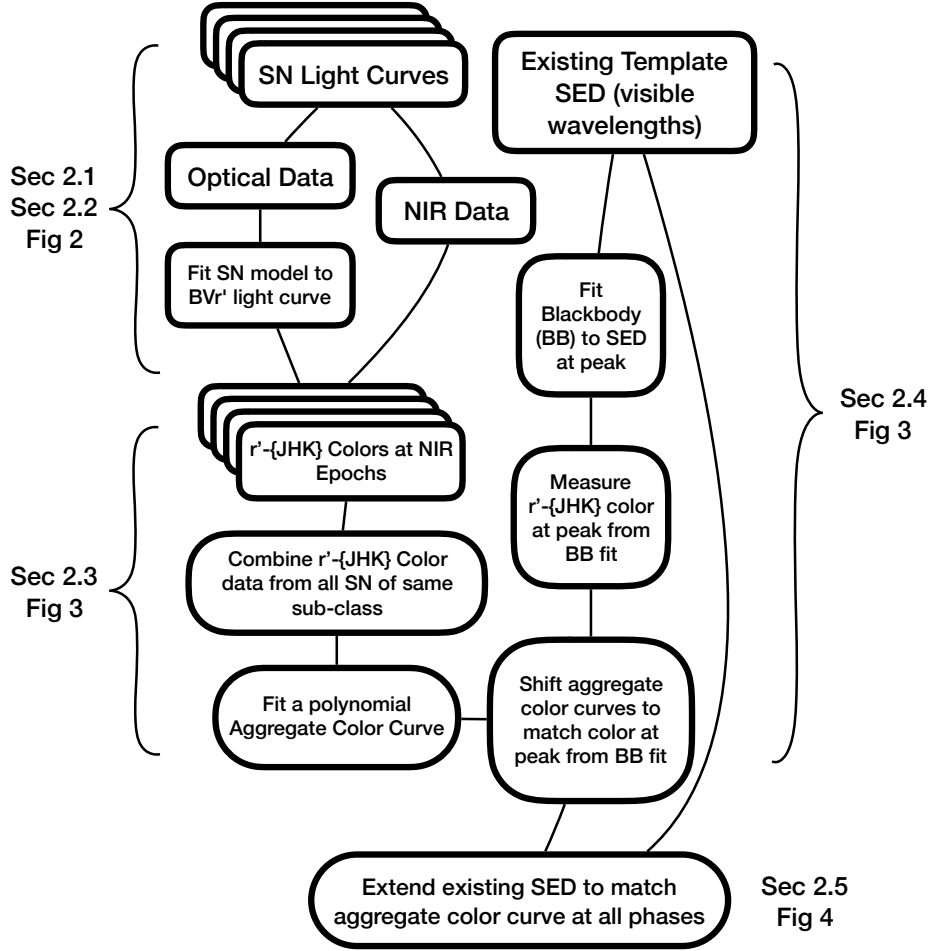 SN Light Curves
Optical Data
NIR Data
Fit SN model to
BVr' light curve
Sec 2.1
Sec 2.2
Fig 2
r’-{JHK} Colors at NIR
Epochs
Combine r’-{JHK} Color
data from all SN of same
sub-class
Fit a polynomial
Aggregate Color Curve
Sec 2.3
Fig 3
Existing Template
SED (visible
wavelengths)
Fit
Blackbody
(BB) to SED
at peak
Measure
r’-{JHK} color
at peak from
BB fit
Shift aggregate
color curves to
match color at
peak from BB fit
Sec 2.4
Fig 3
Extend existing SED to match
aggregate color curve at all phases
Sec 2.5
Fig 4